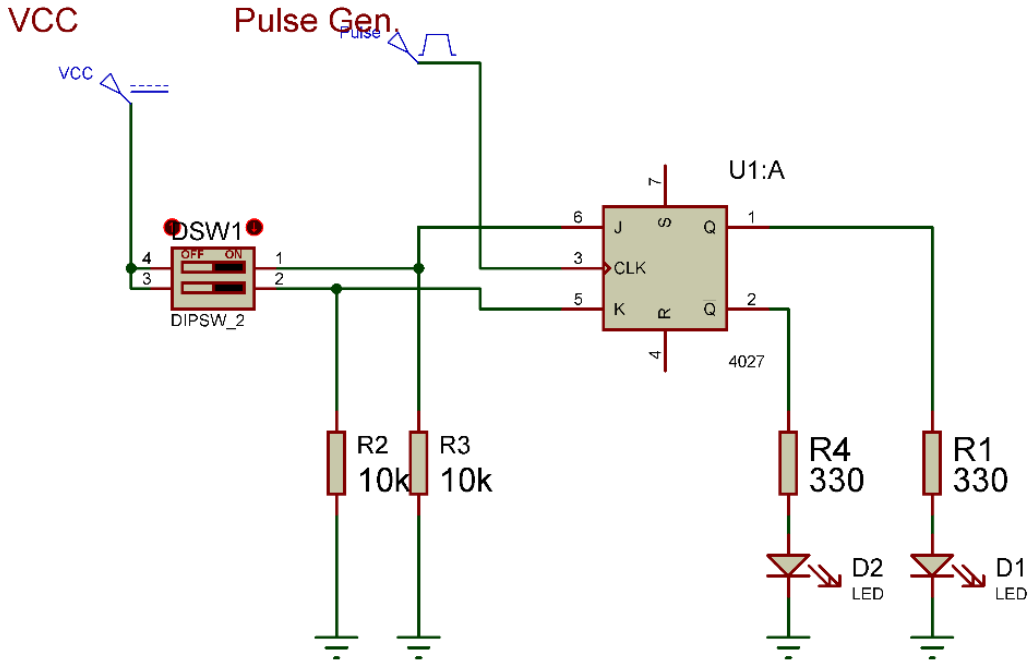 VCC
Pulse Gen.
Pulse
VCC
7
U1:A
DSW1
OFF ON
4
3
1
2
DIPSW_2
6
3
5
J
CLK
K
S
R
Q
Q
1
2
4
4027
R2
10k
R3
10k
R4
330
R1
330
D2
LED
D1
LED